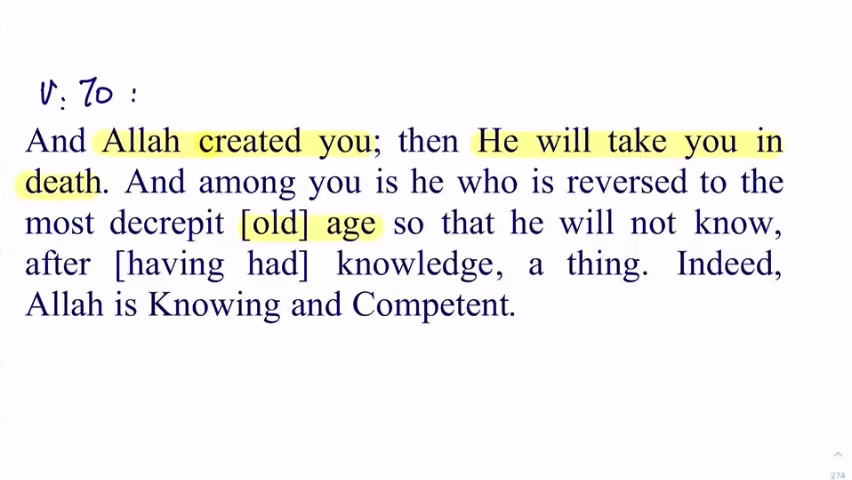 v. 70 :
And Allah created you; then He will take you in
death. And among you is he who is reversed to the
most decrepit [old] age so that he will not know,
after [having had] knowledge, a thing. Indeed,
Allah is Knowing and Competent.
274